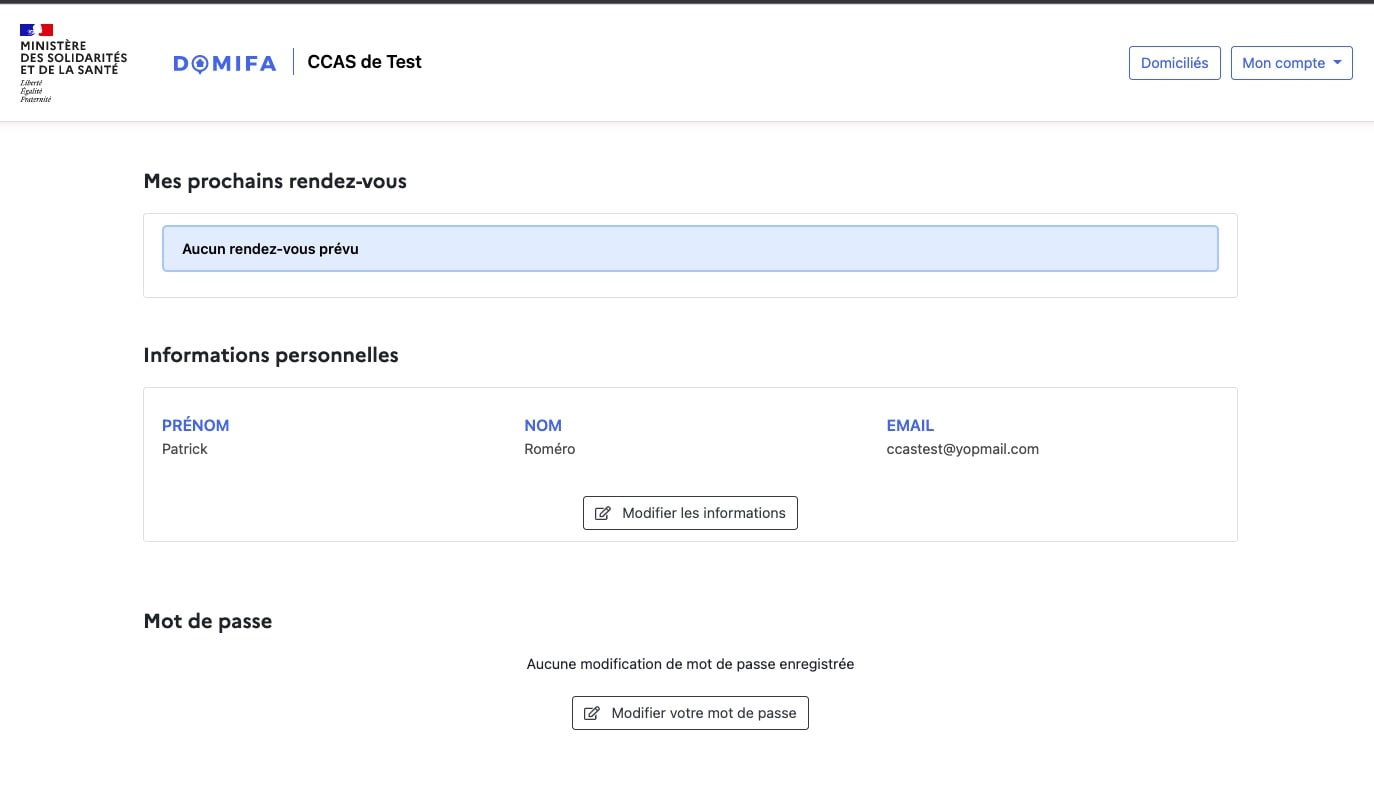 MINISTÈRE
DES SOLIDARITÉS
ET DE LA SANTÉ
Liberté
Égalité
Fraternité
DOMIFA
CCAS de Test
Domiciliés
Mon compte
Mes prochains rendez-vous
Aucun rendez-vous prévu
Informations personnelles
PRÉNOM NOM EMAIL
Patrick Roméro ccastest@yopmail.com
Modifier les informations
Mot de passe
Aucune modification de mot de passe enregistrée
Modifier votre mot de passe